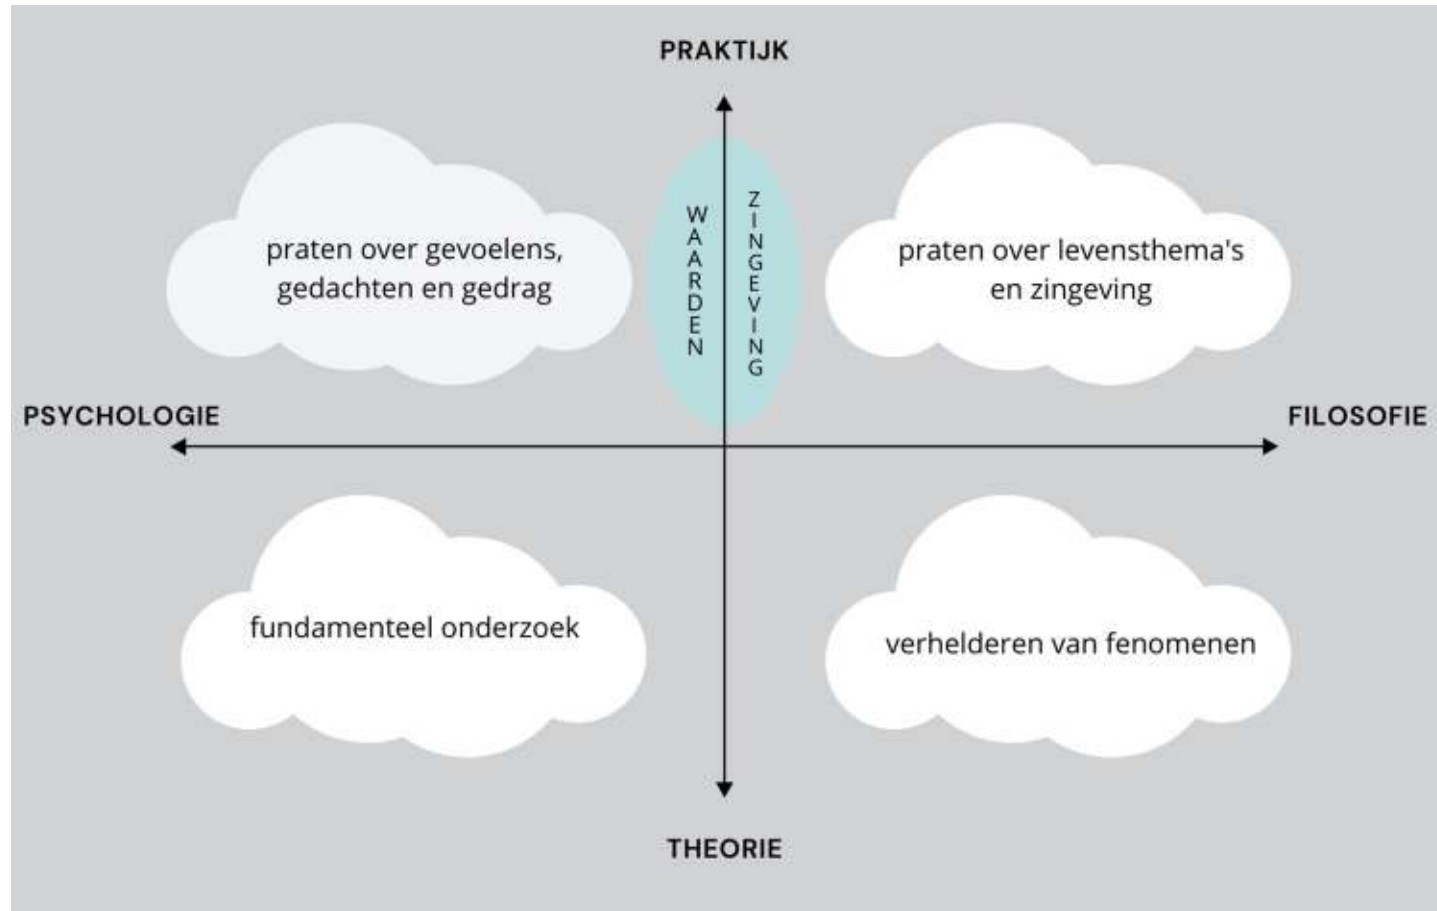 PRAKTIJK
praten over gevoelens,
gedachten en gedrag
WAARDEN
ZINGEVING
praten over levensthema's
en zingeving
PSYCHOLOGIE
FILOSOFIE
fundamenteel onderzoek
verhelderen van fenomenen
THEORIE